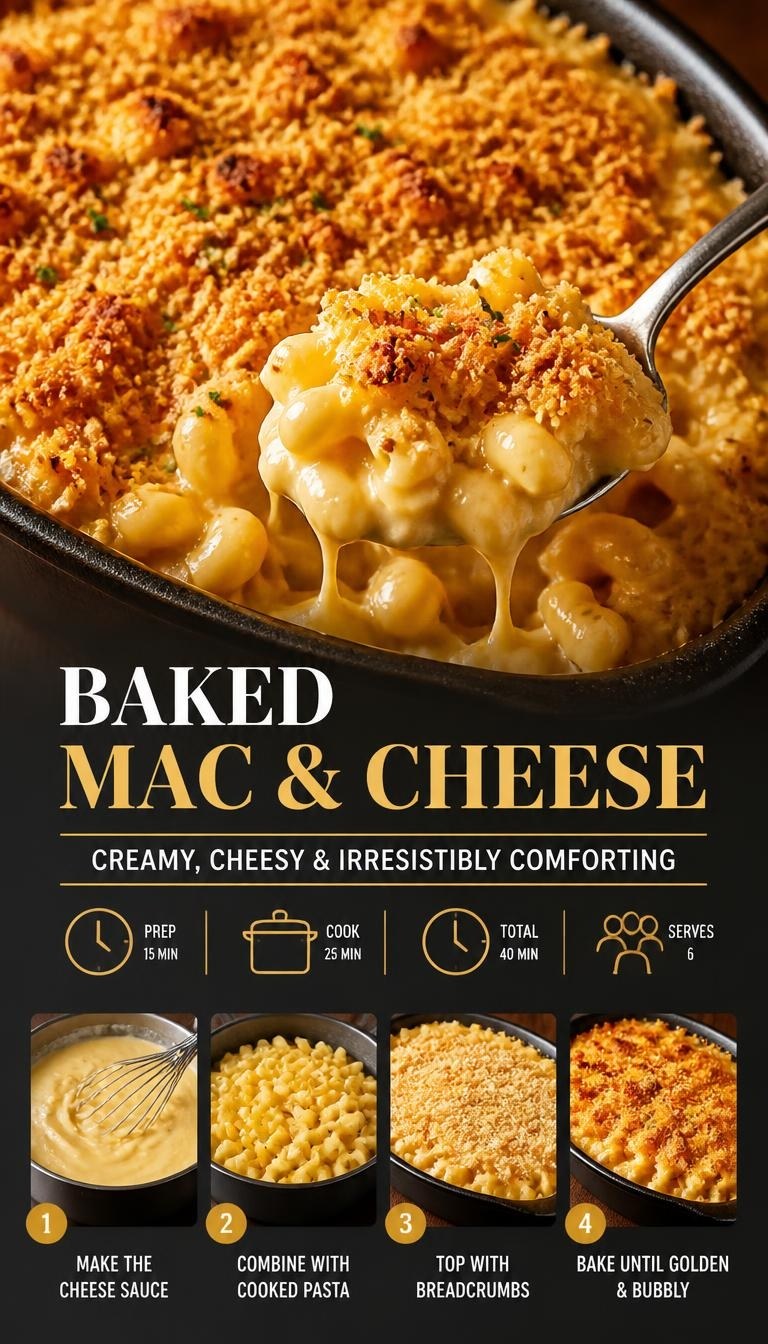 BAKED
MAC & CHEESE
CREAMY, CHEESY & IRRESISTIBLY COMFORTING
PREP
15 MIN
COOK
25 MIN
TOTAL
40 MIN
SERVES
6
1
MAKE THE
CHEESE SAUCE
2
COMBINE WITH
COOKED PASTA
3
TOP WITH
BREADCRUMBS
4
BAKE UNTIL GOLDEN
& BUBBLY